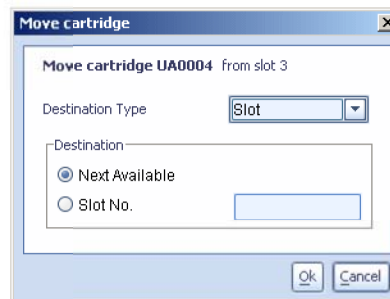 Move cartridge
Move cartridge UA0004 from slot 3
Destination Type Slot
Destination
Next Available
Slot No.
Ok Cancel